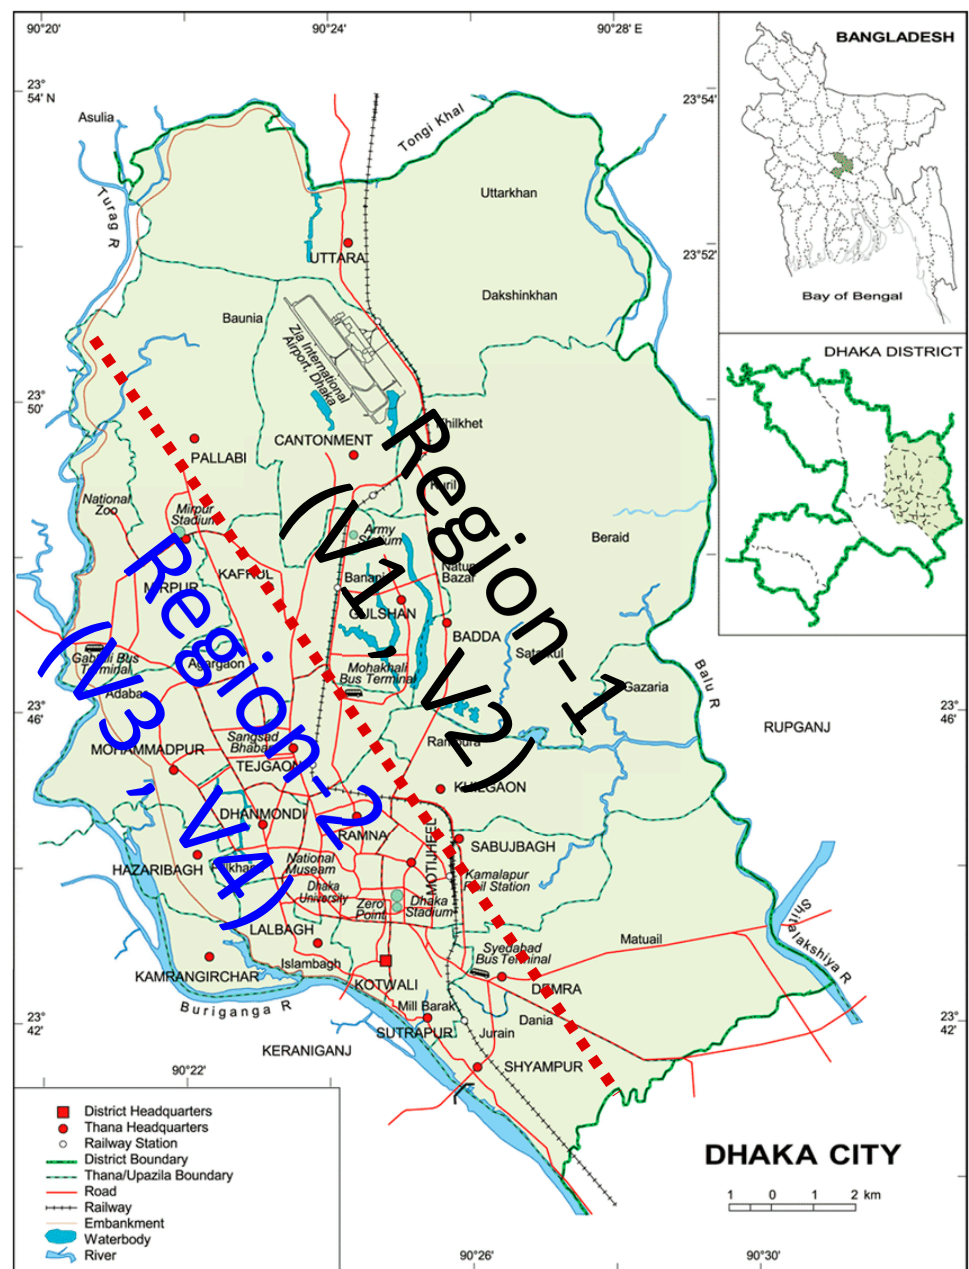 90°20'
90°24'
90°28' E
BANGLADESH
Bay of Bengal
DHAKA DISTRICT
23°
54' N
23°54'
Asulia
Tongi Khal
Turag R
Uttarkhan
UTTARA
23°52'
Dakshinkhan
Baunia
Zia International
Airport, Dhaka
23°
50'
Khilkhet
CANTONMENT
PALLABI
Kuril
National
Zoo
Mirpur
Stadium
Army
Stadium
Beraid
Region-1
(V1, V2)
Natun
Bazar
KAFRUL
Banani
MIRPUR
GULSHAN
BADDA
Region-2
(V3, V4)
Satarkul
Gabtali Bus
Terminal
Agargaon
Mohakhali
Bus Terminal
Gazaria
Balu R
Adabar
23°
46'
46'
23°
RUPGANJ
Sangsad
Bhaban
Rampura
MOHAMMADPUR
TEJGAON
KHILGAON
DHANMONDI
RAMNA
MOTIJHEEL
SABUJBAGH
HAZARIBAGH
National
Museam
Kamalapur
Rail Station
Dhaka
University
Zero
Point
Dhaka
Stadium
Shitalakshiya R
LALBAGH
Matuail
Syedabad
Bus Terminal
Islambagh
KAMRANGIRCHAR
KOTWALI
DEMRA
Buriganga R
Mill Barak
Dania
23°
42'
23°
42'
SUTRAPUR
Jurain
KERANIGANJ
SHYAMPUR
90°22'
District Headquarters
Thana Headquarters
Railway Station
District Boundary
Thana/Upazila Boundary
Road
Railway
Embankment
Waterbody
River
DHAKA CITY
1 0 1 2 km
90°26'
90°30'